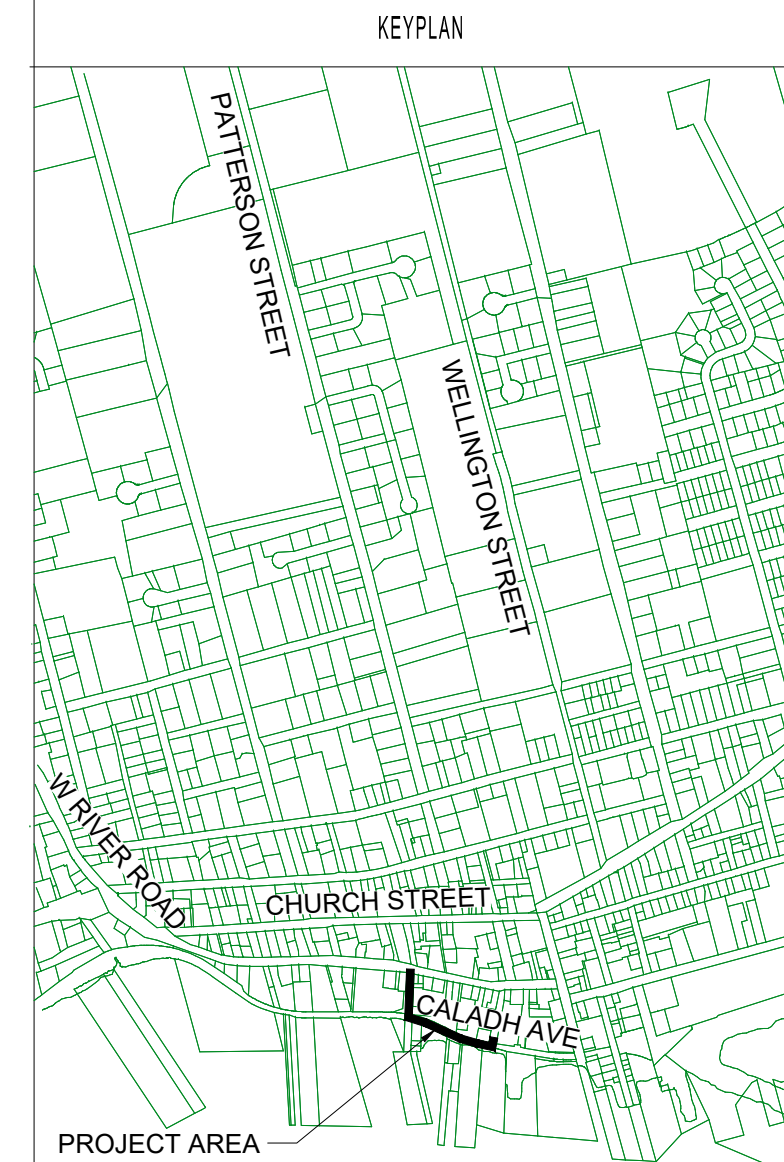 KEYPLAN
PATTERSON STREET
WELLINGTON STREET
W RIVER ROAD
CHURCH STREET
CALADH AVE
PROJECT AREA